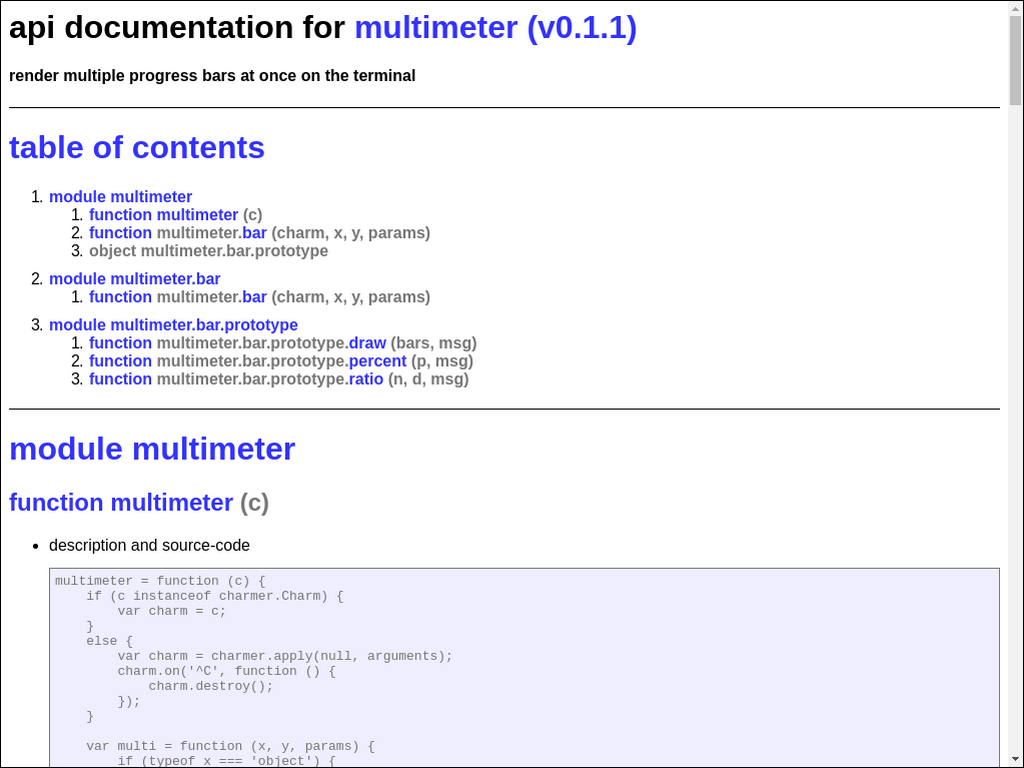 api documentation for multimeter (v0.1.1)
render multiple progress bars at once on the terminal
table of contents
1. module multimeter
1. function multimeter (c)
2. function multimeter.bar (charm, x, y, params)
3. object multimeter.bar.prototype
2. module multimeter.bar
1. function multimeter.bar (charm, x, y, params)
3. module multimeter.bar.prototype
1. function multimeter.bar.prototype.draw (bars, msg)
2. function multimeter.bar.prototype.percent (p, msg)
3. function multimeter.bar.prototype.ratio (n, d, msg)
module multimeter
function multimeter (c)
• description and source-code
multimeter = function (c) {
    if (c instanceof charmer.Charm) {
        var charm = c;
    }
    else {
        var charm = charmer.apply(null, arguments);
        charm.on('^C', function () {
            charm.destroy();
        });
    }
    var multi = function (x, y, params) {
        if (typeof x === 'object') {